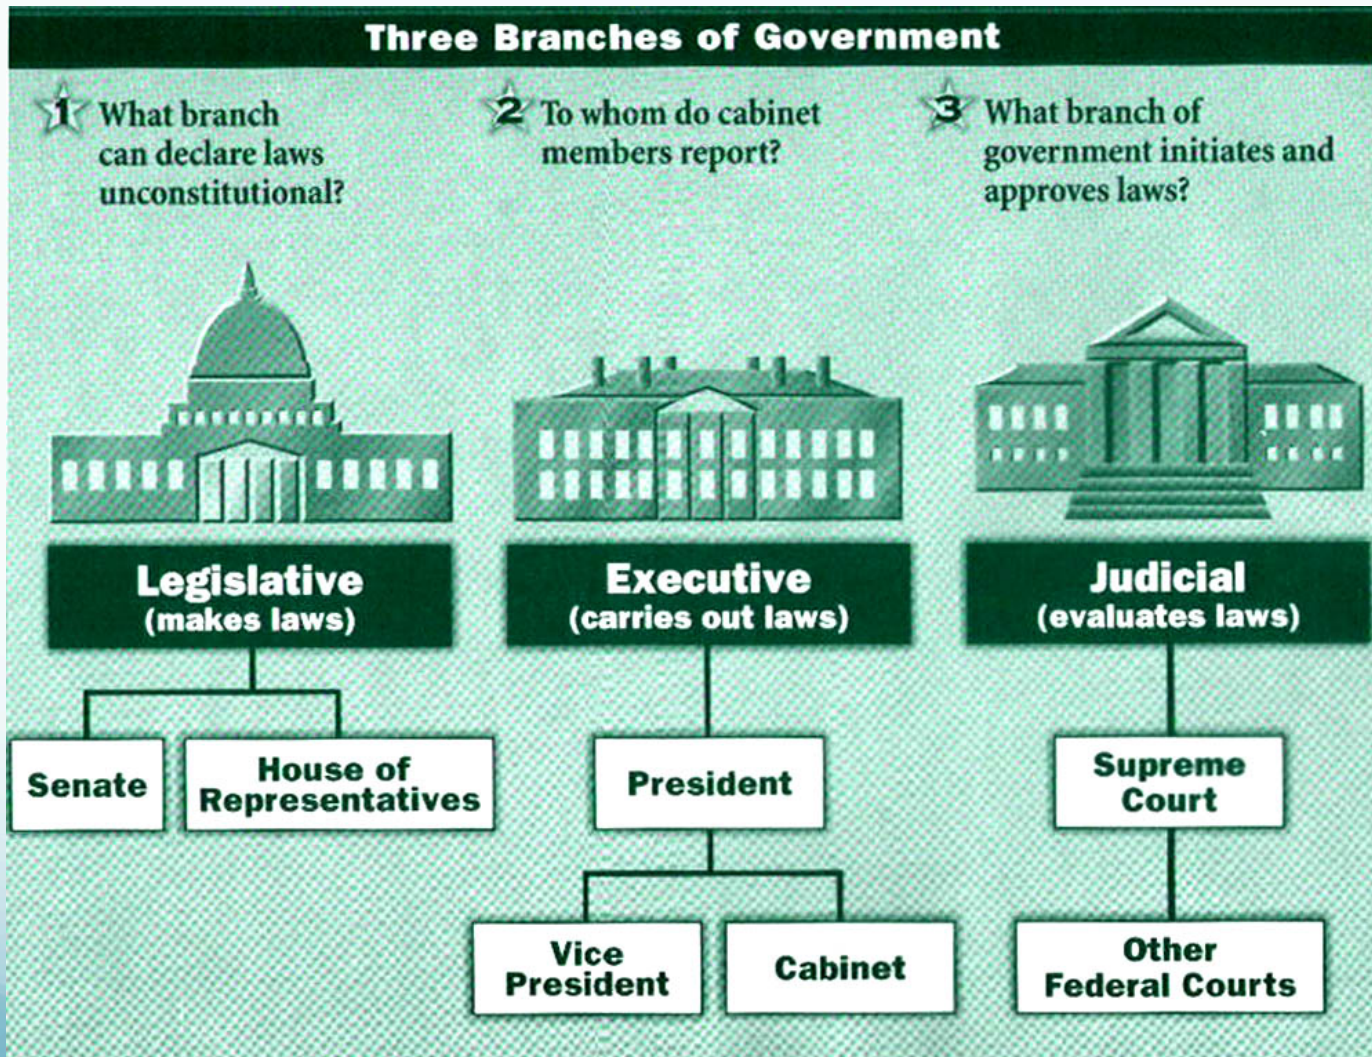 Three Branches of Government
1 What branch
can declare laws
unconstitutional?
2 To whom do cabinet
members report?
3 What branch of
government initiates and
approves laws?
Legislative
(makes laws)
Executive
(carries out laws)
Judicial
(evaluates laws)
Senate
House of
Representatives
President
Supreme
Court
Vice
President
Cabinet
Other
Federal Courts